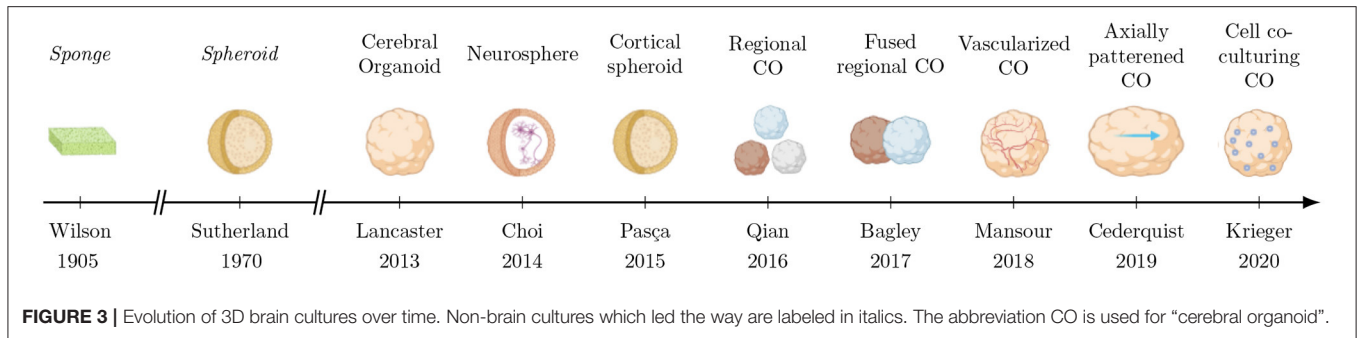 Sponge
Spheroid
Cerebral
Organoid
Neurosphere
Cortical
spheroid
Regional
CO
Fused
regional CO
Vascularized
CO
Axially
patterened
CO
Cell co-
culturing
CO
Wilson
1905
Sutherland
1970
Lancaster
2013
Choi
2014
Pasça
2015
Qian
2016
Bagley
2017
Mansour
2018
Cederquist
2019
Krieger
2020
FIGURE 3 | Evolution of 3D brain cultures over time. Non-brain cultures which led the way are labeled in italics. The abbreviation CO is used for “cerebral organoid”.